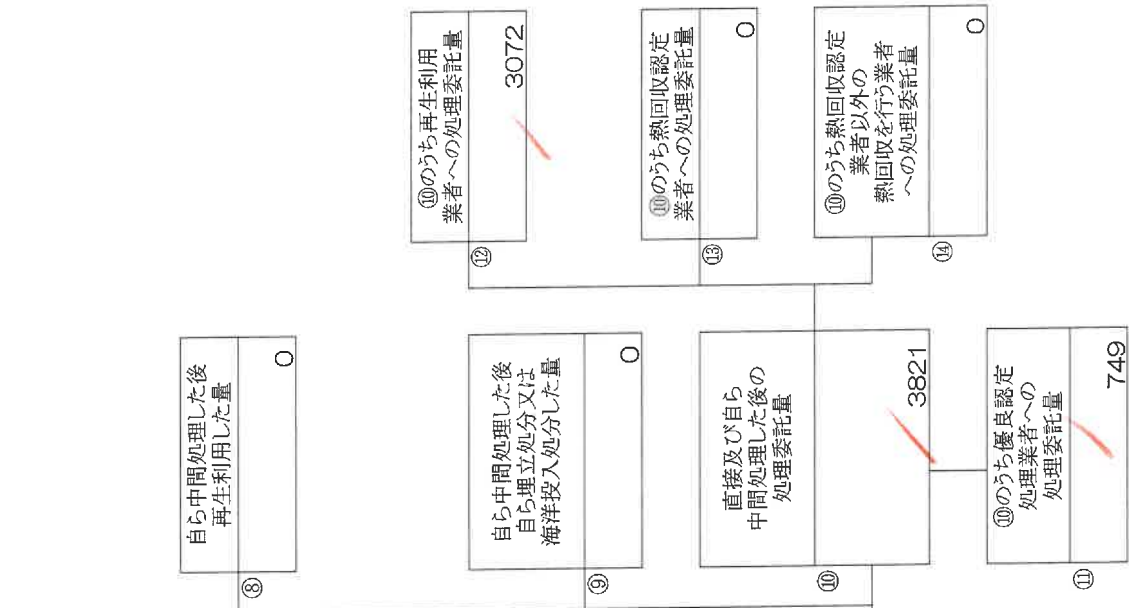 ⑧
自ら中間処理した後
再生利用した量
0
⑨
自ら中間処理した後
自ら埋立処分又は
海洋投入処分した量
0
⑩
直接及び自ら
中間処理した後の
処理委託量
3821
⑪
⑩のうち優良認定
処理業者への
処理委託量
749
⑫
⑩のうち再生利用
業者への処理委託量
3072
⑬
⑩のうち熱回収認定
業者への処理委託量
0
⑭
⑩のうち熱回収認定
業者以外の
熱回収を行う業者
への処理委託量
0